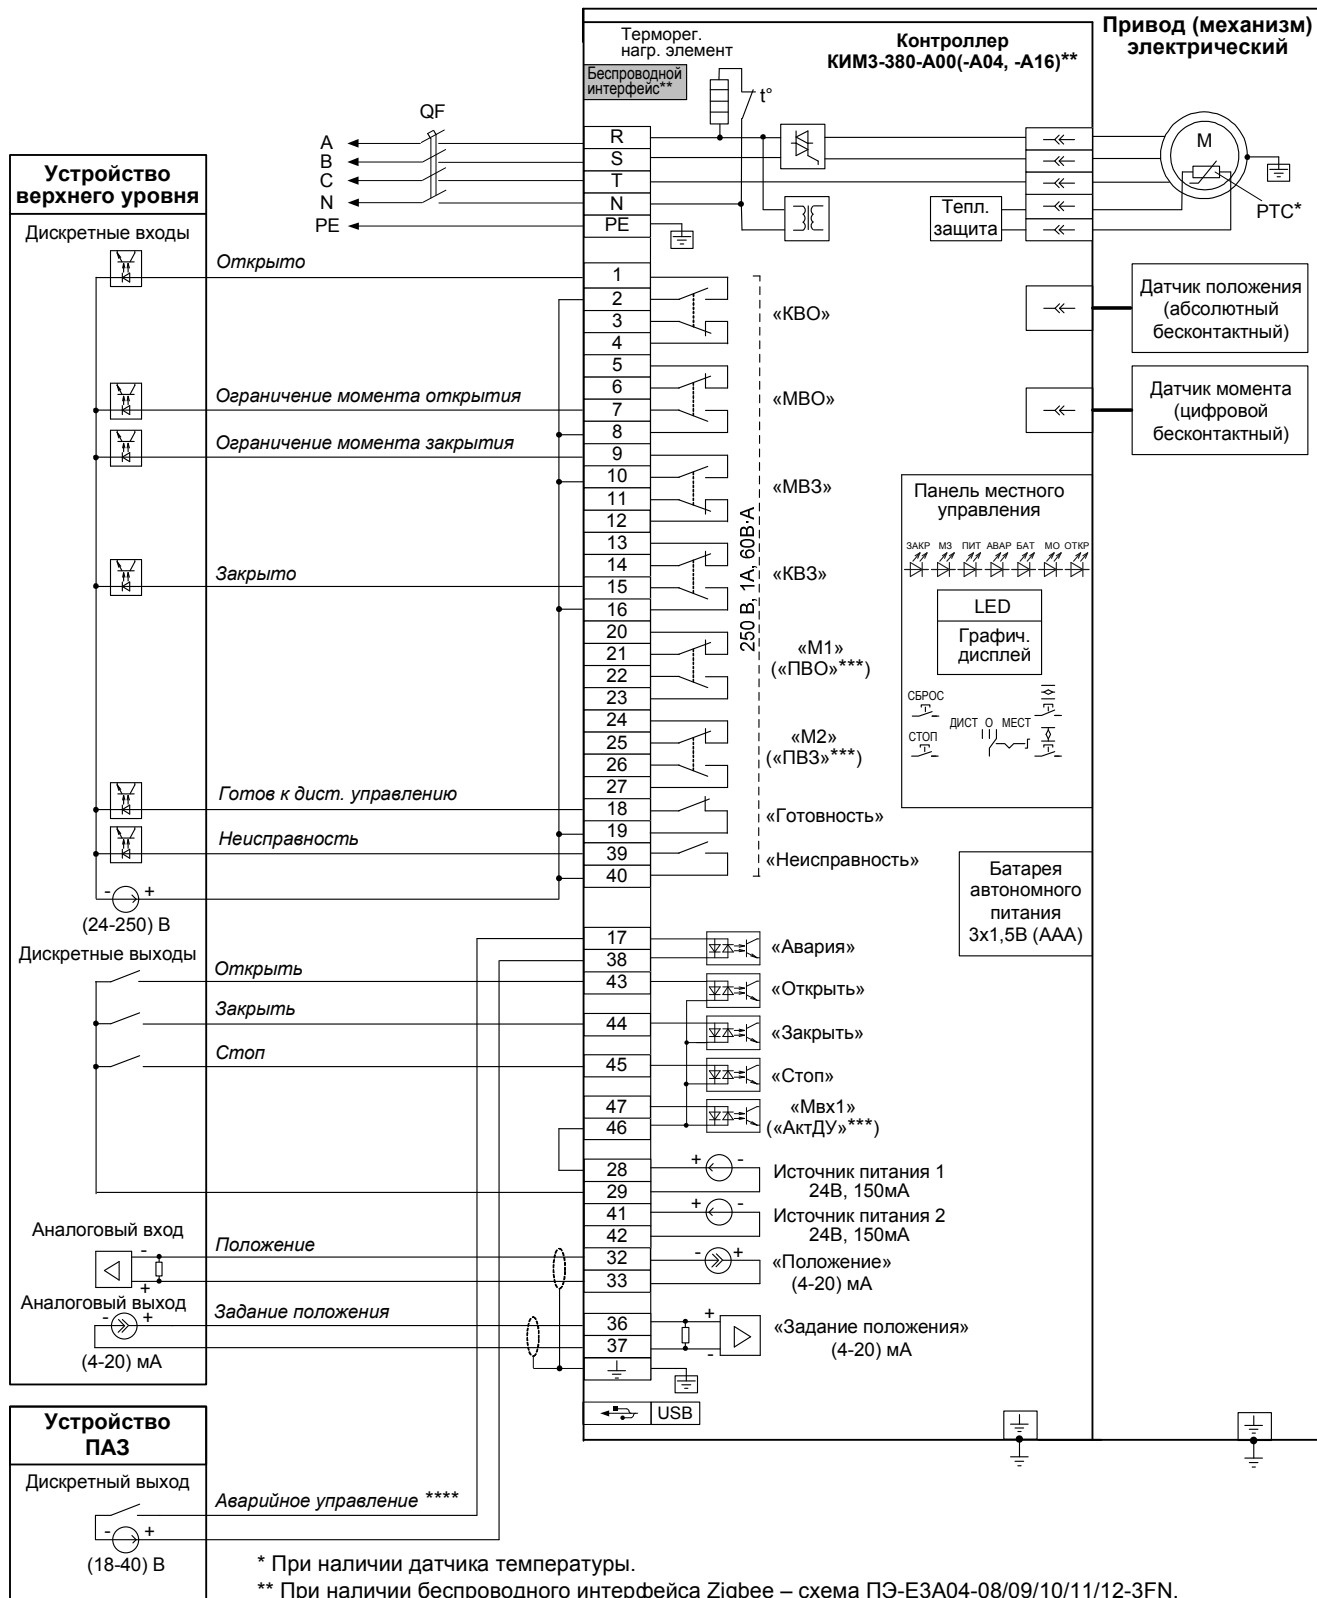 Привод (механизм)
электрический
Контроллер
КИМ3-380-А00(-А04, -А16)**
Терморег.
нагр. элемент
Беспроводной
интерфейс**
t°
QF
A
B
C
N
PE
R
S
T
N
PE
M
PTC*
Тепл.
защита
Устройство
верхнего уровня
Дискретные входы
Открыто
1
2
3
4
«КВО»
Датчик положения
(абсолютный
бесконтактный)
Ограничение момента открытия
5
6
7
8
«МВО»
Датчик момента
(цифровой
бесконтактный)
Ограничение момента закрытия
9
10
11
12
«МВЗ»
250 В, 1А, 60В·А
Закрыто
13
14
15
16
«КВЗ»
20
21
22
23
«М1»
(«ПВО»***)
24
25
26
27
«М2»
(«ПВЗ»***)
Готов к дист. управлению
18
19
«Готовность»
Неисправность
39
40
«Неисправность»
- +
(24-250) В
Панель местного
управления
ЗАКР МЗ ПИТ АВАР БАТ МО ОТКР
LED
Графич.
дисплей
СБРОС
СТОП
ДИСТ О МЕСТ
Батарея
автономного
питания
3х1,5В (ААА)
Дискретные выходы
17
38
«Авария»
Открыть
43
«Открыть»
Закрыть
44
«Закрыть»
Стоп
45
«Стоп»
47
46
«Мвх1»
(«АктДУ»***)
28
29
+ -
Источник питания 1
24В, 150мА
41
42
+ -
Источник питания 2
24В, 150мА
Аналоговый вход
-
+
Положение
32
33
- +
«Положение»
(4-20) мА
Аналоговый выход
- +
(4-20) мА
Задание положения
36
37
+
-
«Задание положения»
(4-20) мА
USB
Устройство
ПАЗ
Дискретный выход
Аварийное управление ****
- +
(18-40) В
* При наличии датчика температуры.
** При наличии беспроводного интерфейса Zigbee – схема ПЭ-Е3А04-08/09/10/11/12-3FN.